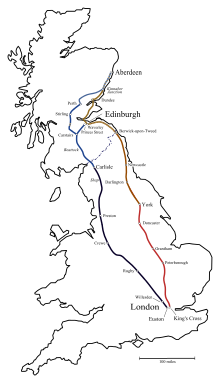 Aberdeen
Kinnaber
Junction
Dundee
Perth
Stirling
Edinburgh
Waverley
Princes Street
Berwick-upon-Tweed
Carstairs
Beattock
Newcastle
Carlisle
Shap
Darlington
York
Preston
Doncaster
Crewe
Grantham
Rugby
Peterborough
Willesden
London
Euston
King's Cross
100 miles